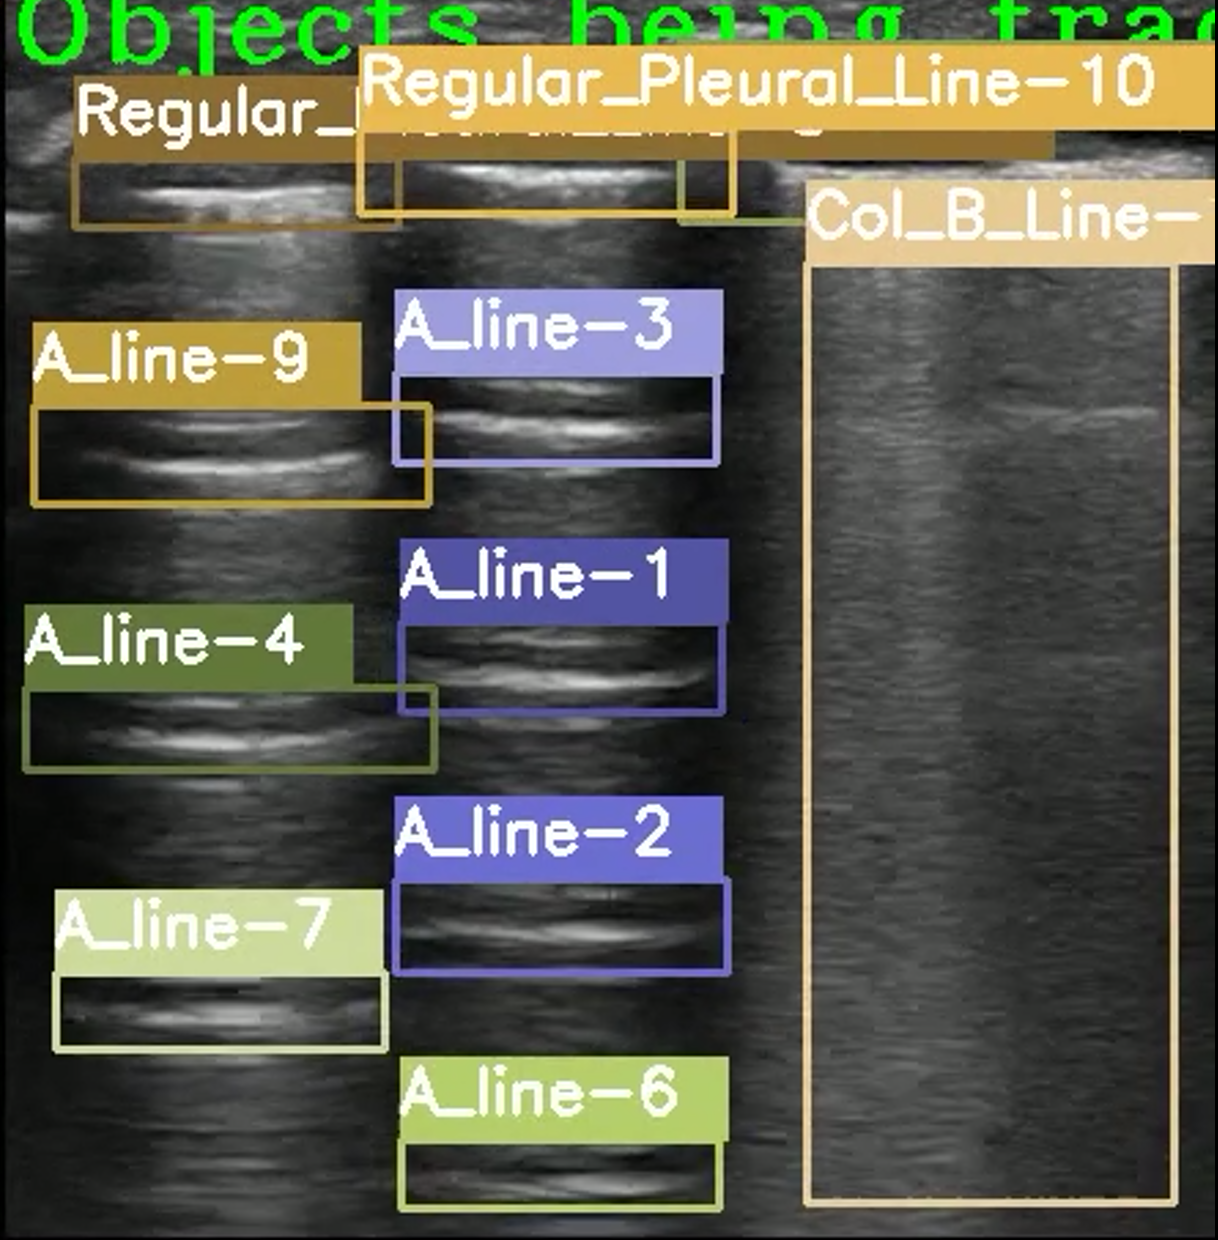 Objects being trac
Regular_Pleural_Line-10
Regular_
Col_B_Line-
A_line-3
A_line-9
A_line-1
A_line-4
A_line-2
A_line-7
A_line-6